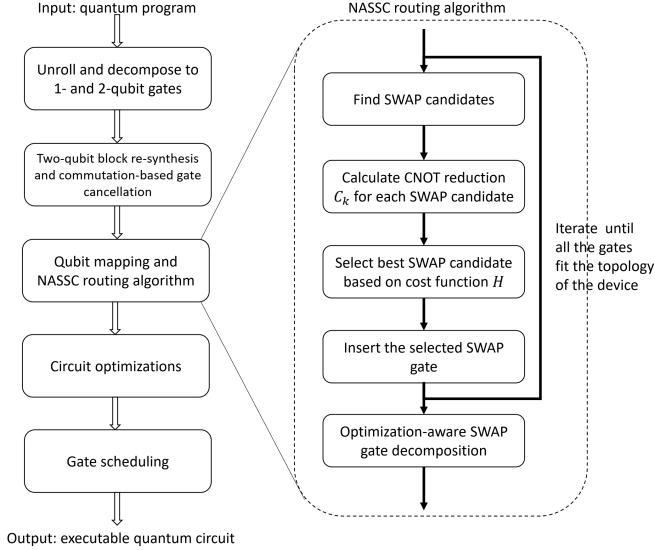 Input: quantum program
Unroll and decompose to
1- and 2-qubit gates
Two-qubit block re-synthesis
and commutation-based gate
cancellation
Qubit mapping and
NASSC routing algorithm
Circuit optimizations
Gate scheduling
Output: executable quantum circuit
NASSC routing algorithm
Find SWAP candidates
Calculate CNOT reduction
C_k for each SWAP candidate
Select best SWAP candidate
based on cost function H
Insert the selected SWAP
gate
Optimization-aware SWAP
gate decomposition
Iterate until
all the gates
fit the topology
of the device